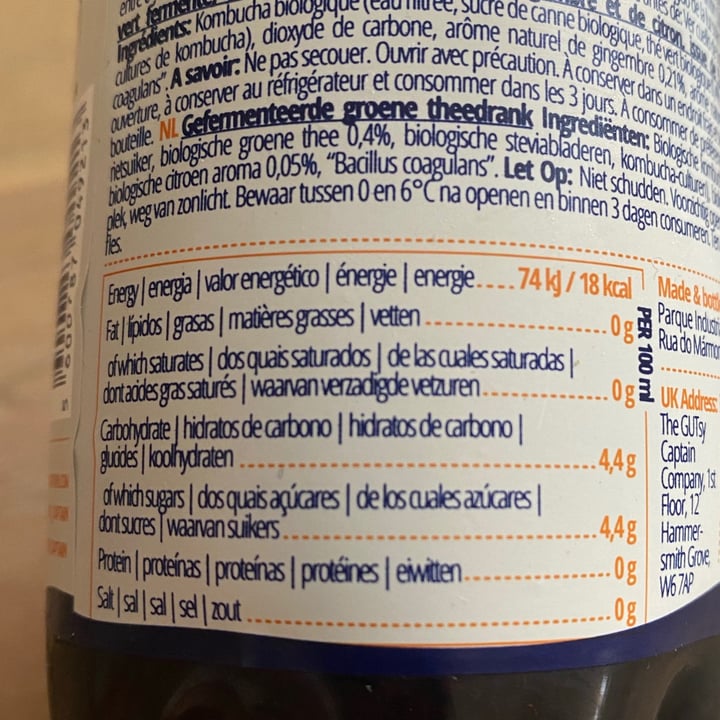 vert fermenté et de citron.
Ingrédients: Kombucha biologique (eau filtrée, sucre de canne biologique, thé vert biologique
cultures de kombucha), dioxyde de carbone, arôme naturel de gingembre 0,21%, arôme
coagulans". A savoir: Ne pas secouer. Ouvrir avec précaution. À conserver dans un endroit
ouverture, à conserver au réfrigérateur et consommer dans les 3 jours. À consommer de
bouteille. NL Gefermenteerde groene theedrank Ingrediënten: Biologische
rietsuiker, biologische groene thee 0,4%, biologische steviabladeren, kombucha-culturen
biologische citroen aroma 0,05%, "Bacillus coagulans". Let Op: Niet schudden. Voorzichtig
plek, weg van zonlicht. Bewaar tussen 0 en 6°C na openen en binnen 3 dagen consumeren.
fles.
Energy | energia | valor energético | énergie | energie.....74 kJ / 18 kcal
Fat | lípidos | grasas | matières grasses | vetten ..................0 g
of which saturates | dos quais saturados | de las cuales saturadas |
dont acides gras saturés | waarvan verzadigde vetzuren..................0 g
Carbohydrate | hidratos de carbono | hidratos de carbono |
glucides | koolhydraten ..................4,4 g
of which sugars | dos quais açúcares | de los cuales azúcares |
dont sucres | waarvan suikers..................4,4 g
Protein | proteínas | proteínas | protéines | eiwitten..................0 g
Salt | sal | sal | sel | zout ..................0 g
PER 100 ml
Made &
Parque Industri
Rua do Mármor
UK Address:
The GUTsy
Captain
Company, 1st
Floor, 12
Hammer-
smith Grove,
W6 7AP